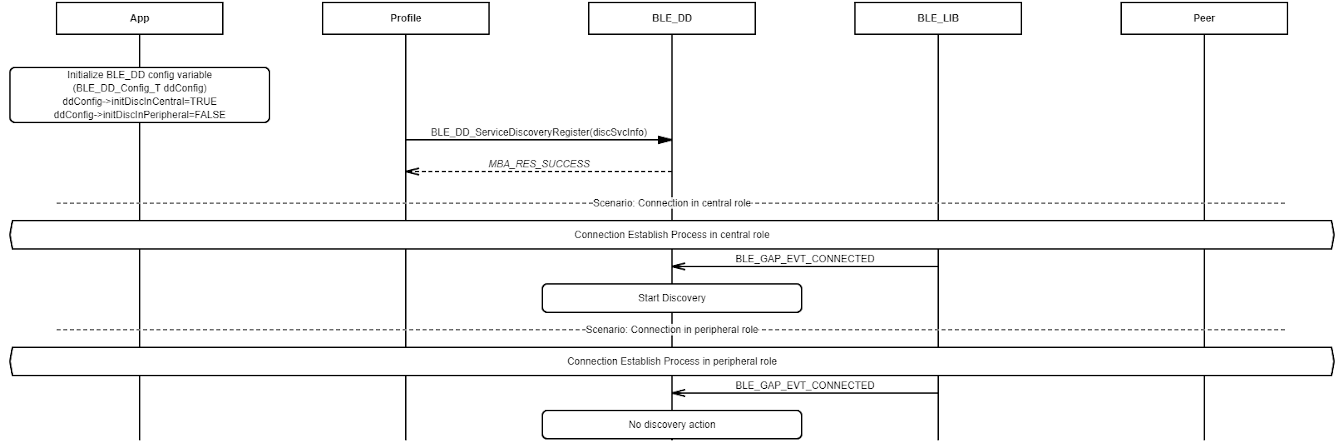 App
Profile
BLE_DD
BLE_LIB
Peer
Initialize BLE_DD config variable
(BLE_DD_Config_T ddConfig)
ddConfig->initDiscInCentral=TRUE
ddConfig->initDiscInPeripheral=FALSE
BLE_DD_ServiceDiscoveryRegister(discSvcInfo)
MBA_RES_SUCCESS
Scenario: Connection in central role
Connection Establish Process in central role
BLE_GAP_EVT_CONNECTED
Start Discovery
Scenario: Connection in peripheral role
Connection Establish Process in peripheral role
BLE_GAP_EVT_CONNECTED
No discovery action